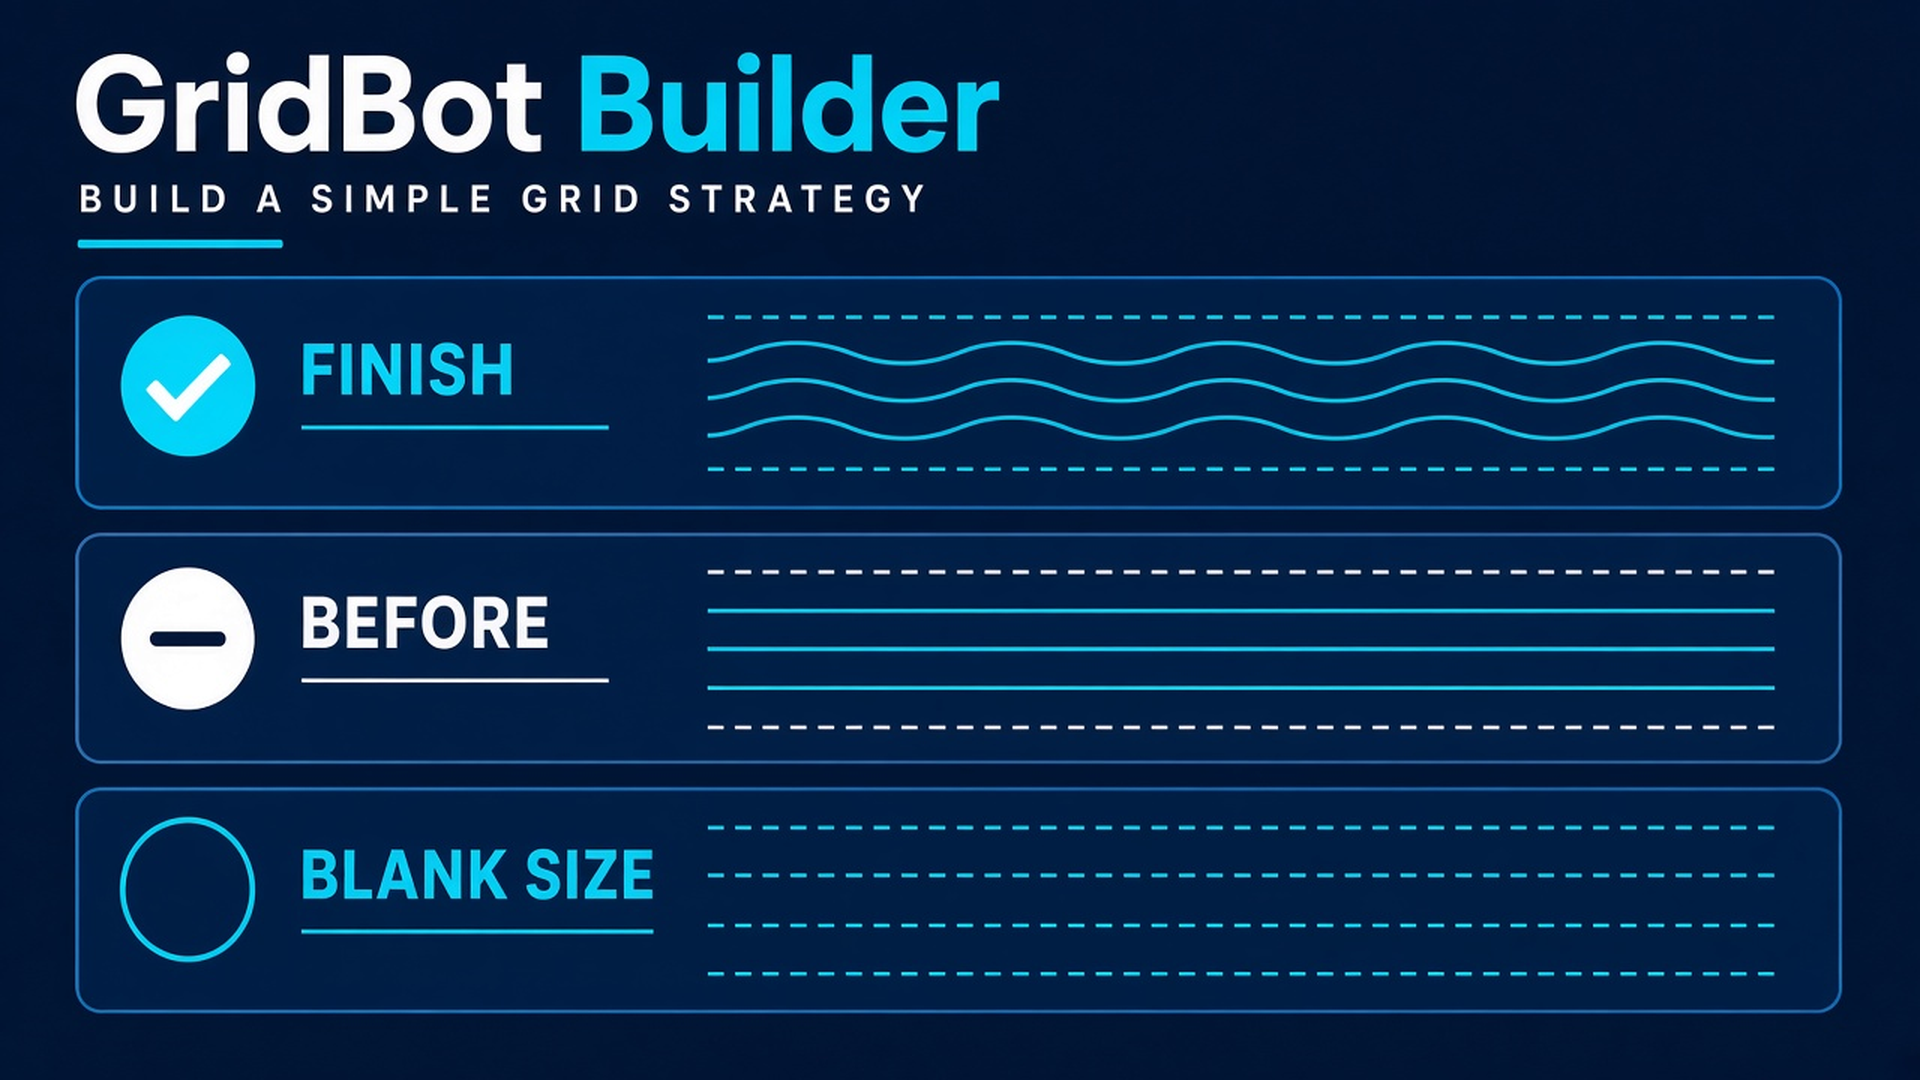 GridBot Builder
BUILD A SIMPLE GRID STRATEGY
FINISH
BEFORE
BLANK SIZE